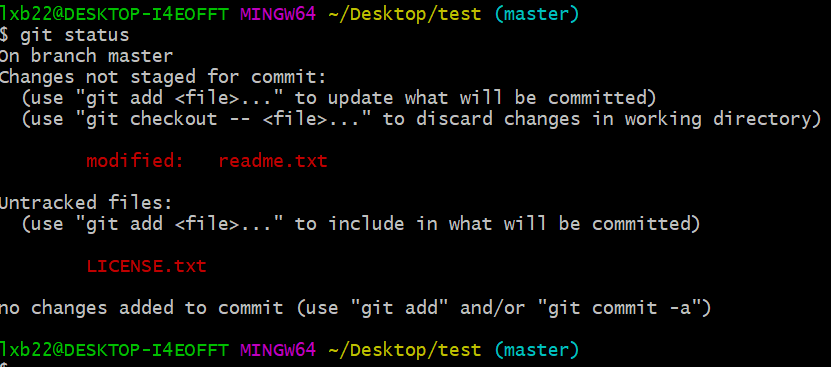 lxb22@DESKTOP-I4EOFFT MINGW64 ~/Desktop/test (master)
$ git status
On branch master
Changes not staged for commit:
  (use "git add <file>..." to update what will be committed)
  (use "git checkout -- <file>..." to discard changes in working directory)
        modified:   readme.txt
Untracked files:
  (use "git add <file>..." to include in what will be committed)
        LICENSE.txt
no changes added to commit (use "git add" and/or "git commit -a")
lxb22@DESKTOP-I4EOFFT MINGW64 ~/Desktop/test (master)
$